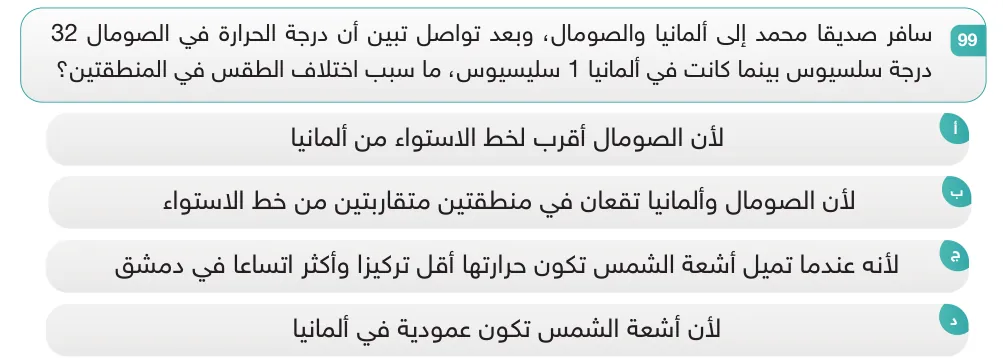 99
سافر صديقا محمد إلى ألمانيا والصومال، وبعد تواصل تبين أن درجة الحرارة في الصومال 32
درجة سلسيوس بينما كانت في ألمانيا 1 سليسيوس، ما سبب اختلاف الطقس في المنطقتين؟
أ
لأن الصومال أقرب لخط الاستواء من ألمانيا
ب
لأن الصومال وألمانيا تقعان في منطقتين متقاربتين من خط الاستواء
ج
لأنه عندما تميل أشعة الشمس تكون حرارتها أقل تركيزا وأكثر اتساعا في دمشق
د
لأن أشعة الشمس تكون عمودية في ألمانيا